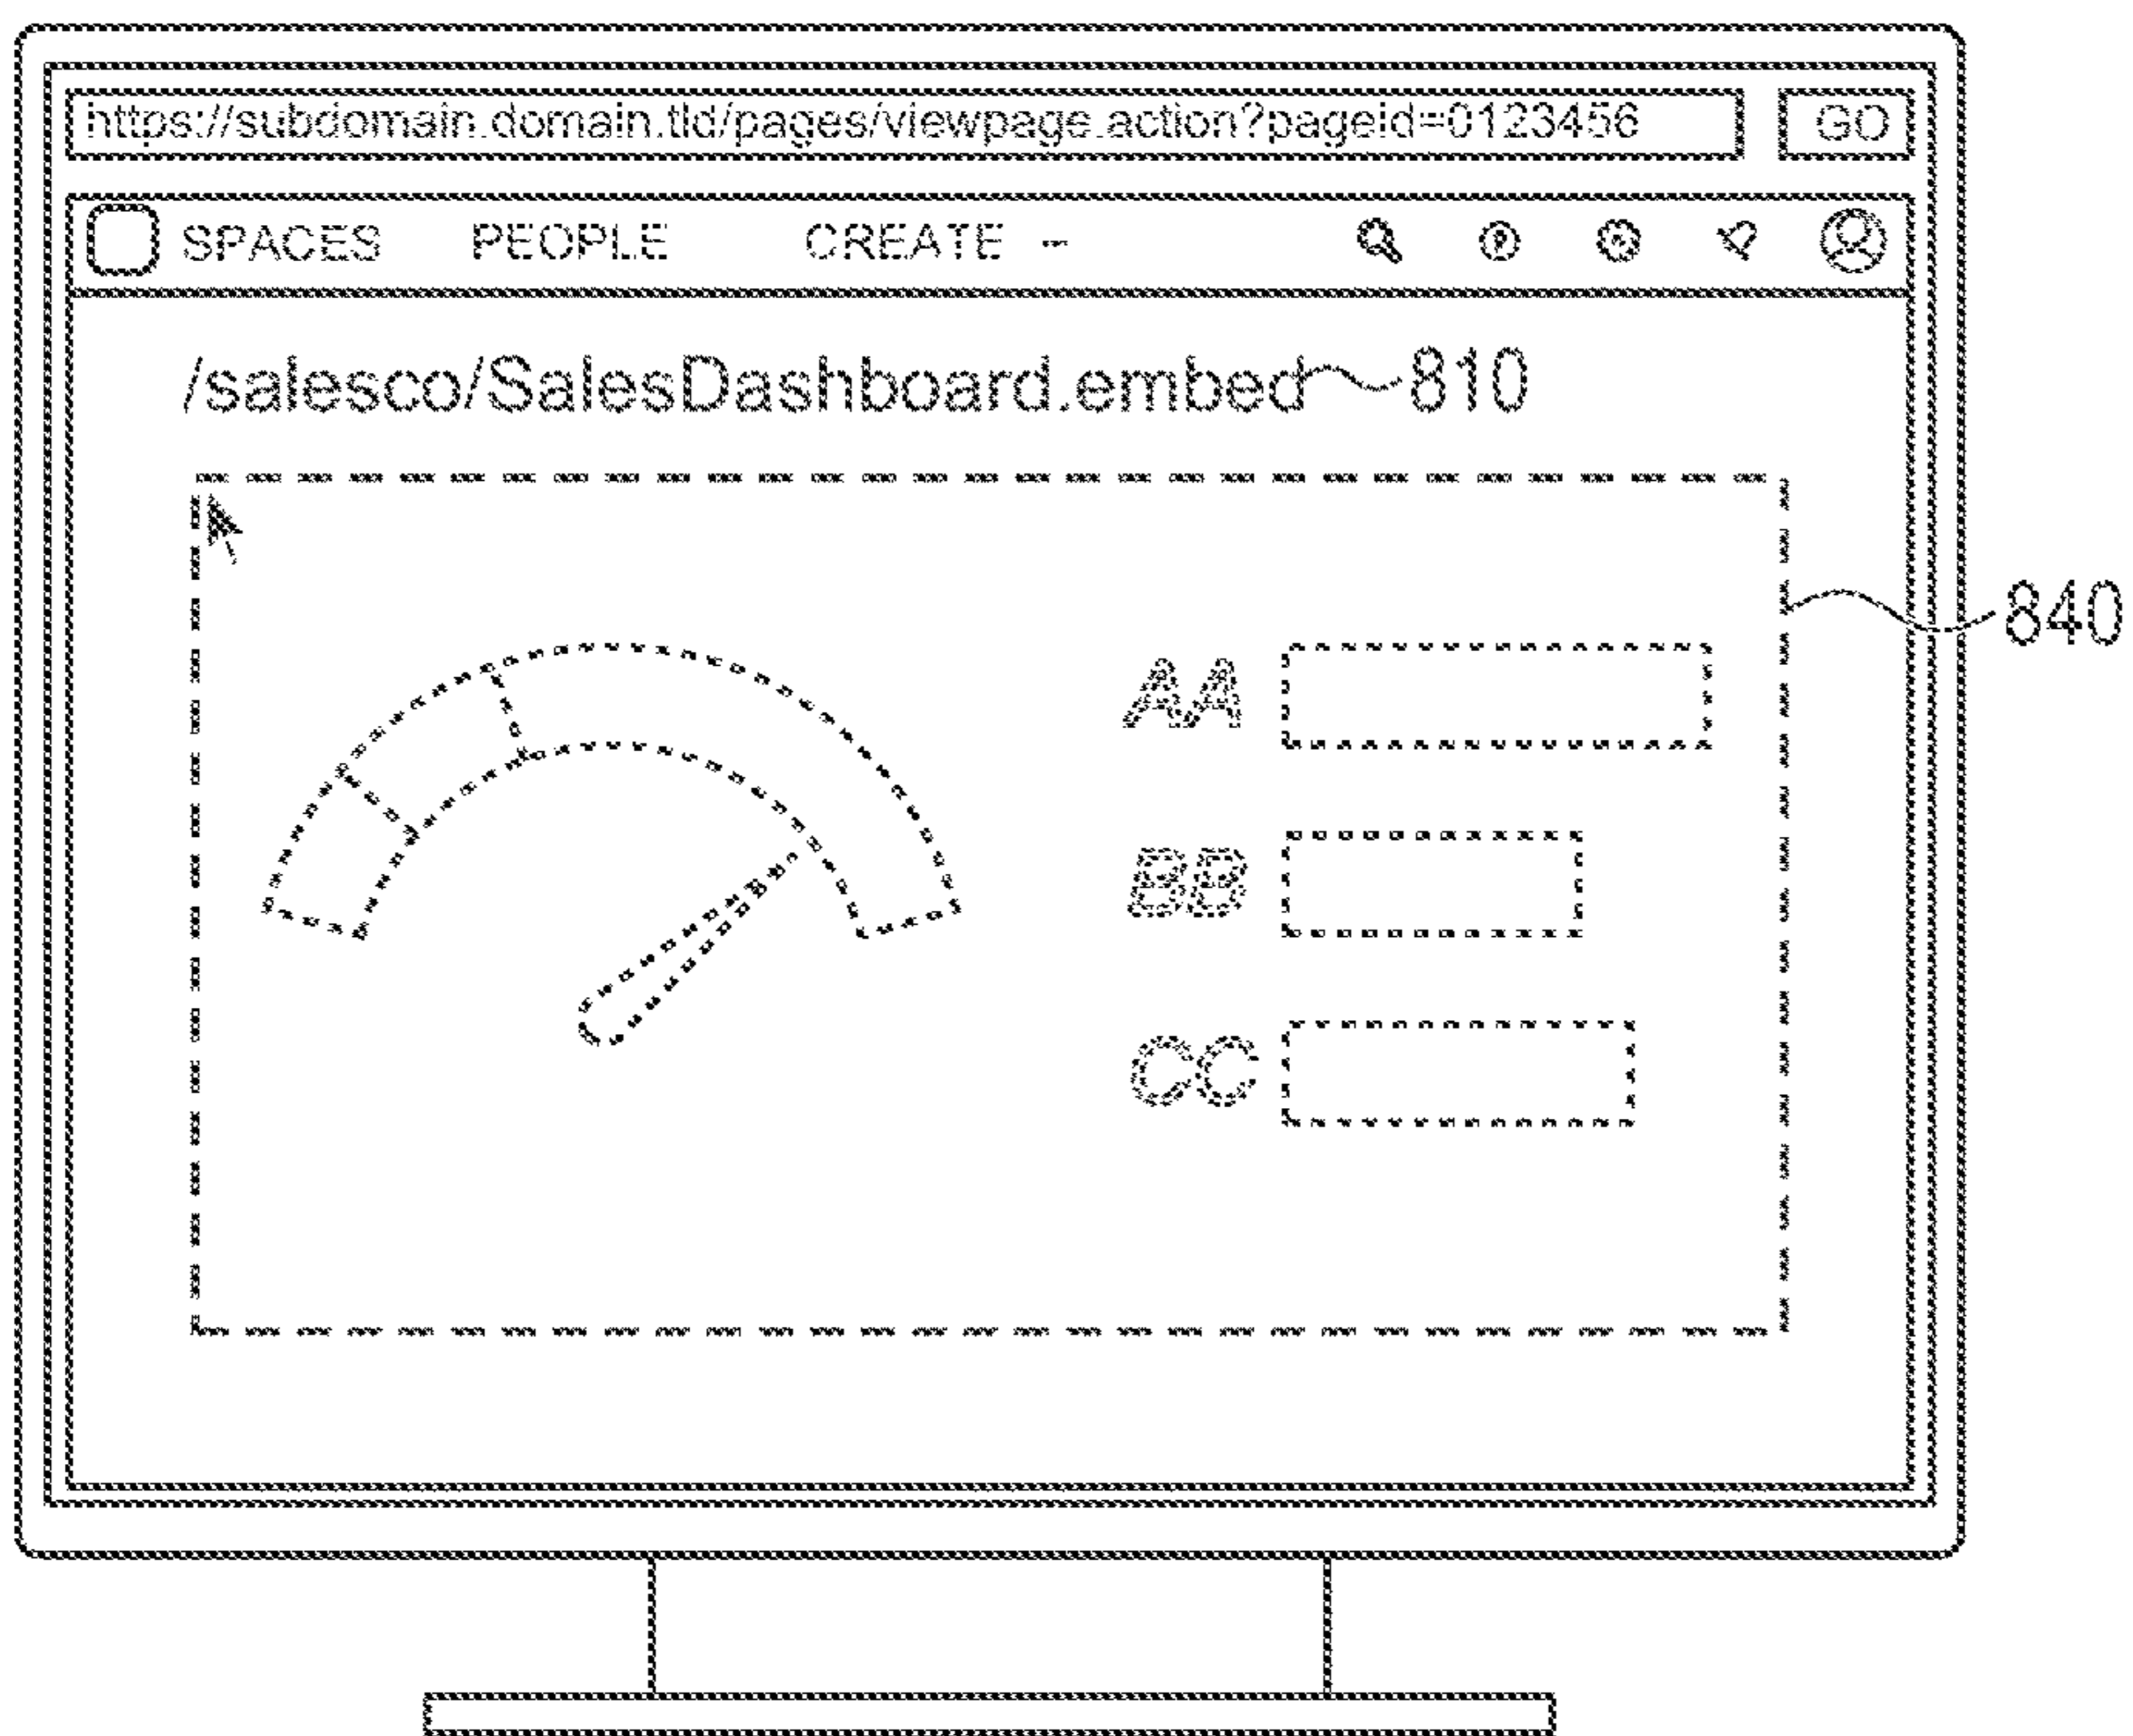 https://subdomain.domain.tld/pages/viewpage.action?pageid=0123456 GO
SPACES PEOPLE CREATE --
/salesco/SalesDashboard.embed 810
840
AA
BB
CC